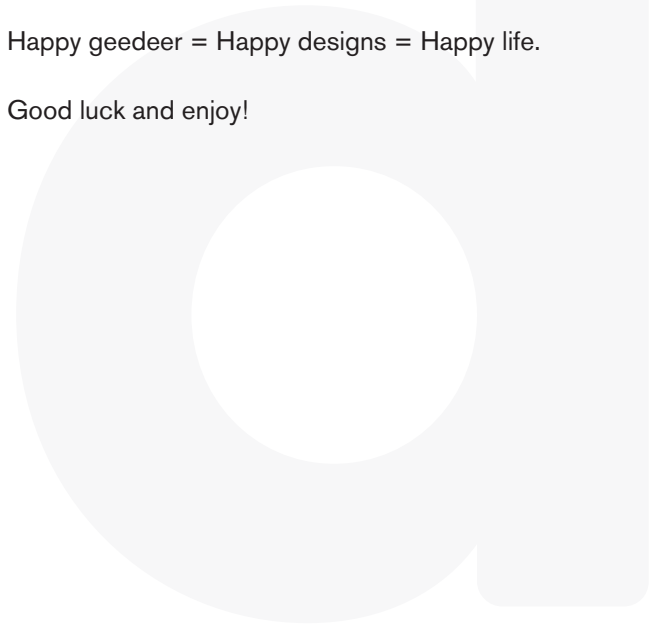 Happy geedeer = Happy designs = Happy life.
Good luck and enjoy!